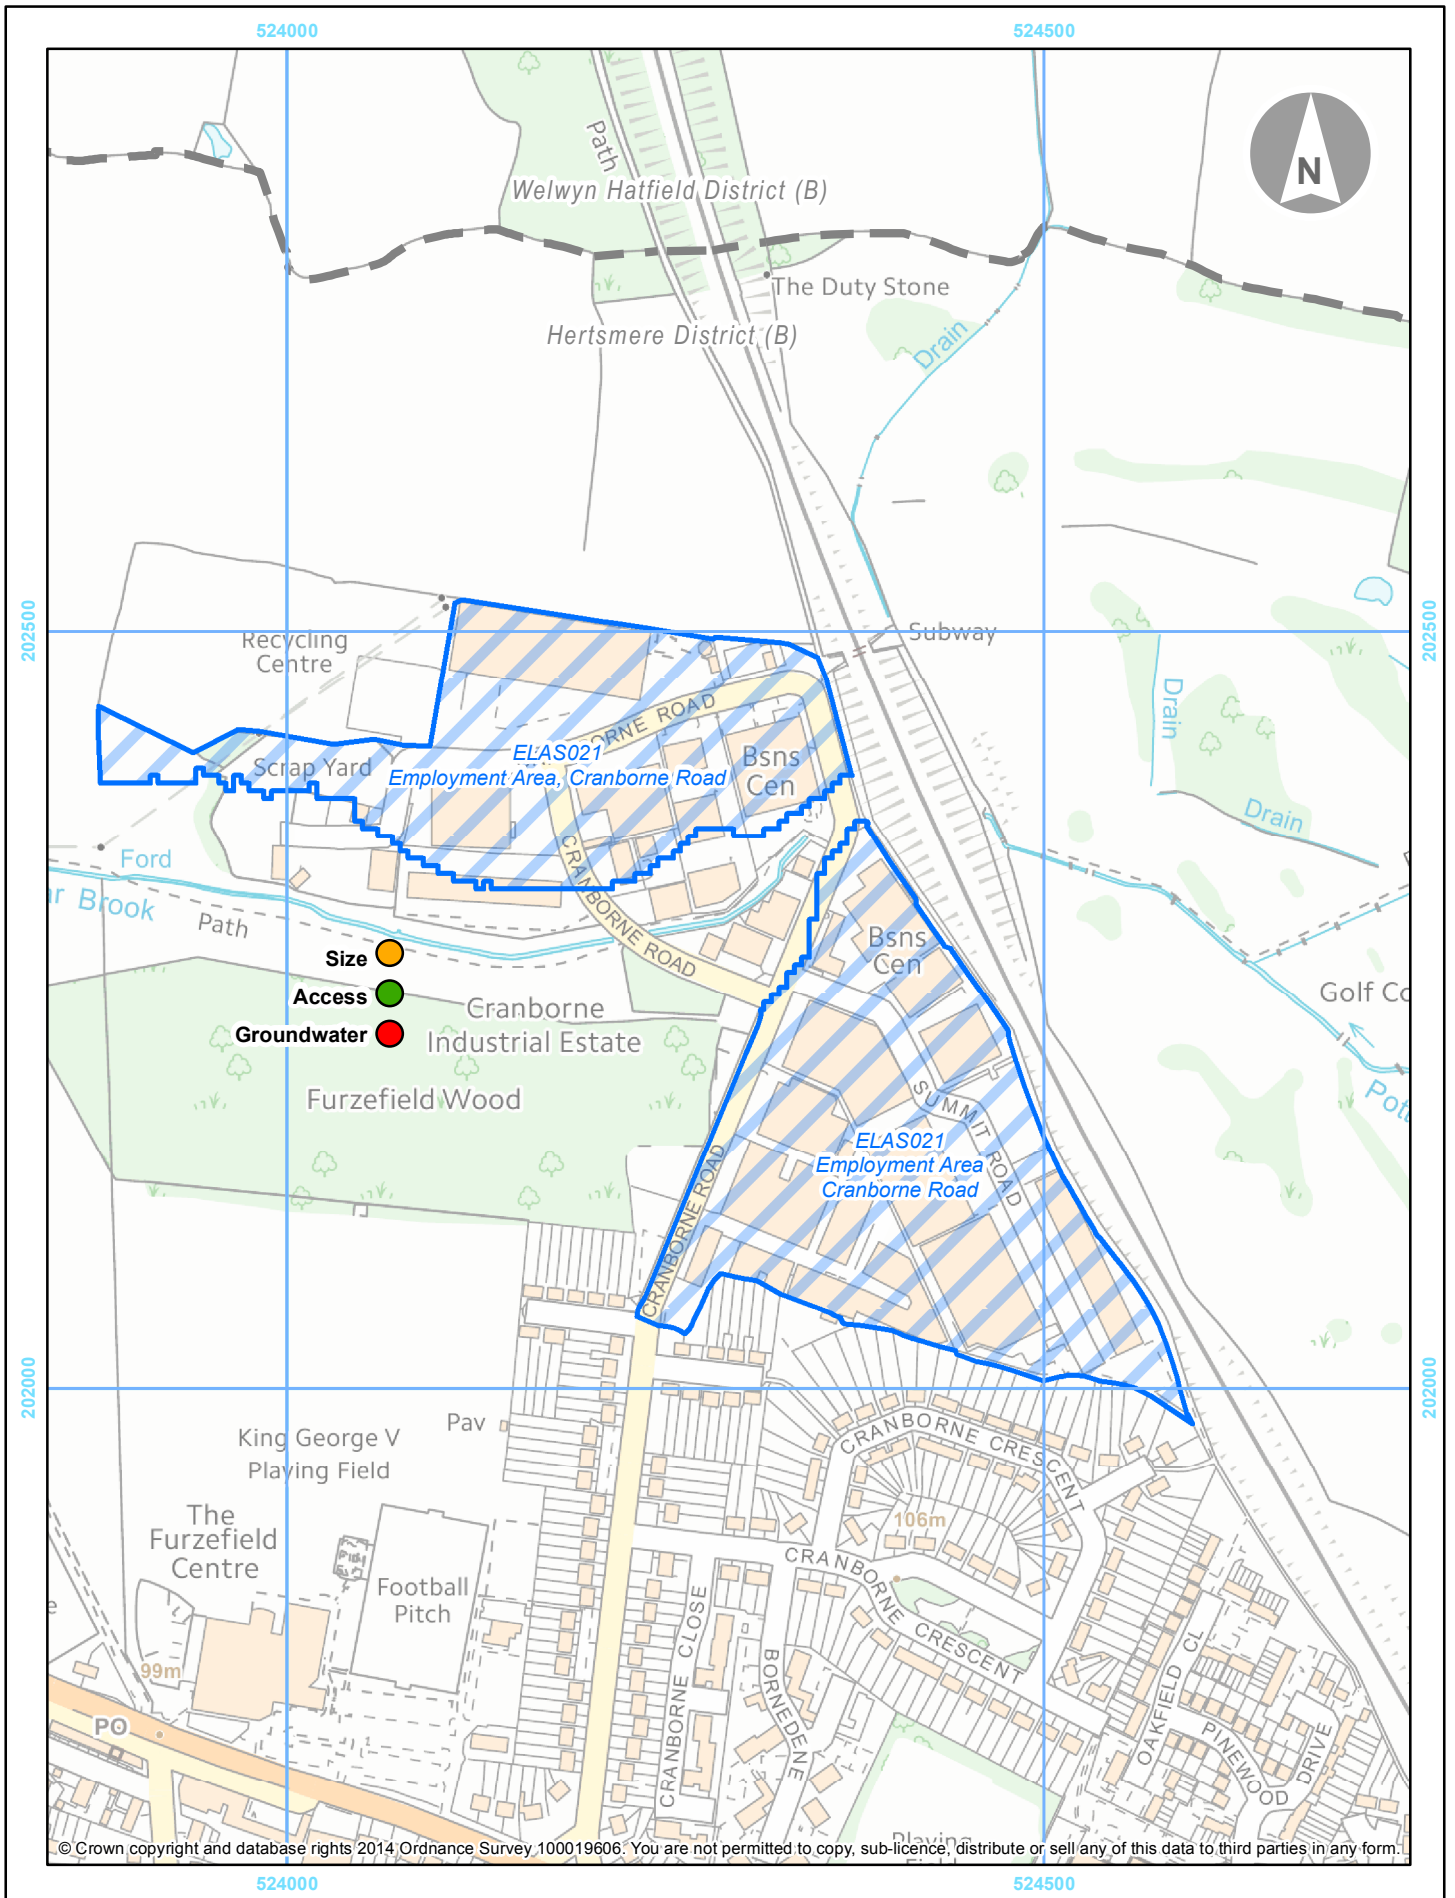 524000
524500
Path
Welwyn Hatfield District (B)
N
The Duty Stone
Hertsmere District (B)
Drain
202500
202500
Recycling
Centre
Subway
Drain
CRANBORNE ROAD
ELAS021
Employment Area, Cranborne Road
Scrap Yard
Bsns
Cen
Drain
Ford
Brook
Path
CRANBORNE ROAD
Bsns
Cen
Size
Access
Groundwater
Cranborne
Industrial Estate
Golf
Furzefield Wood
SUMMIT ROAD
ELAS021
Employment Area
Cranborne Road
CRANBORNE ROAD
202000
202000
Pav
King George V
Playing Field
CRANBORNE CRESCENT
The
Furzefield
Centre
106m
Football
Pitch
CRANBORNE CRESCENT
CRANBORNE CLOSE
BORNEDENE
OAKFIELD CL
PINEWOOD DRIVE
99m
PO
Playing
© Crown copyright and database rights 2014 Ordnance Survey 100019606. You are not permitted to copy, sub-licence, distribute or sell any of this data to third parties in any form.
524000
524500